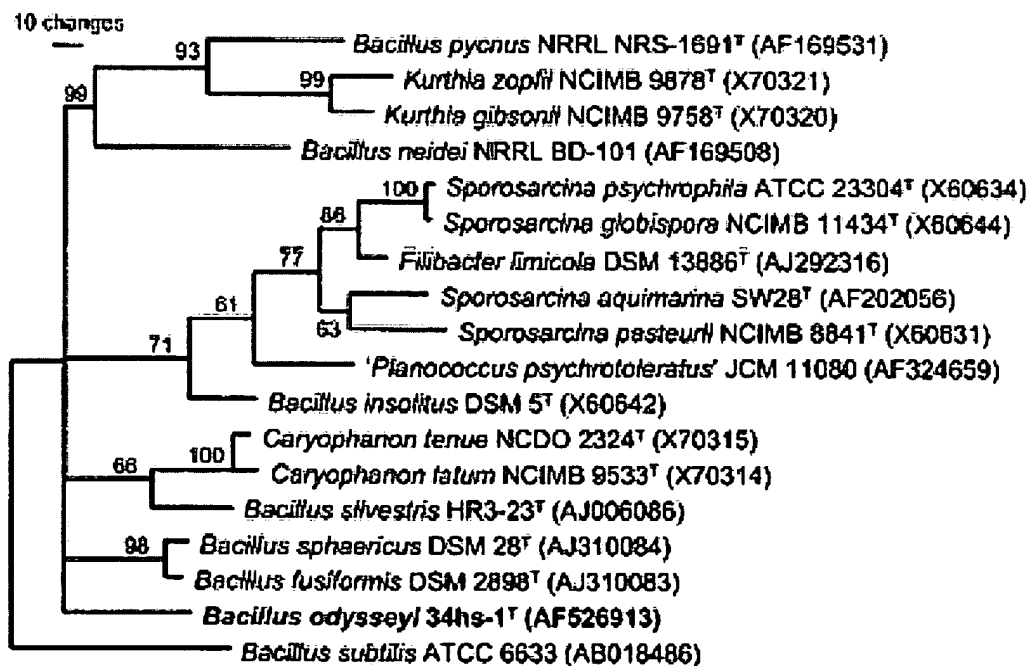 10 changes
93
Bacillus pycnus NRRL NRS-1691ᵀ (AF169531)
99
Kurthia zopfii NCIMB 9878ᵀ (X70321)
99
Kurthia gibsonii NCIMB 9758ᵀ (X70320)
Bacillus neidei NRRL BD-101 (AF169508)
100
Sporosarcina psychrophila ATCC 23304ᵀ (X60634)
86
Sporosarcina globispora NCIMB 11434ᵀ (X60644)
77
Filibacter limicola DSM 13886ᵀ (AJ292316)
Sporosarcina aquimarina SW28ᵀ (AF202056)
61
63
Sporosarcina pasteurii NCIMB 8841ᵀ (X60631)
71
'Planococcus psychrotoleratus' JCM 11080 (AF324659)
Bacillus insolitus DSM 5ᵀ (X60642)
Caryophanon tenue NCDO 2324ᵀ (X70315)
68
100
Caryophanon latum NCIMB 9533ᵀ (X70314)
Bacillus silvestris HR3-23ᵀ (AJ006086)
98
Bacillus sphaericus DSM 28ᵀ (AJ310084)
Bacillus fusiformis DSM 2898ᵀ (AJ310083)
Bacillus odysseyi 34hs-1ᵀ (AF526913)
Bacillus subtilis ATCC 6633 (AB018486)